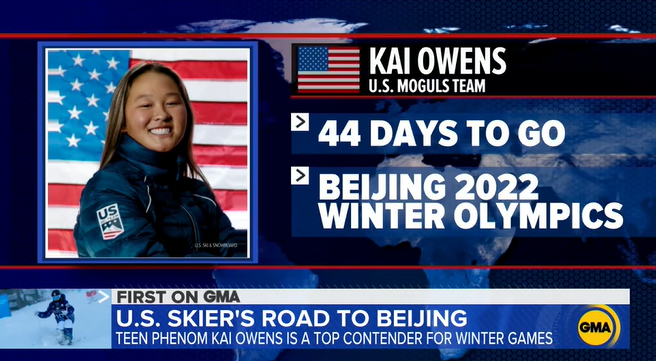 KAI OWENS
U.S. MOGULS TEAM
44 DAYS TO GO
BEIJING 2022
WINTER OLYMPICS
US
U.S. SKI & SNOWBOARD
FIRST ON GMA
U.S. SKIER'S ROAD TO BEIJING
TEEN PHENOM KAI OWENS IS A TOP CONTENDER FOR WINTER GAMES
GMA